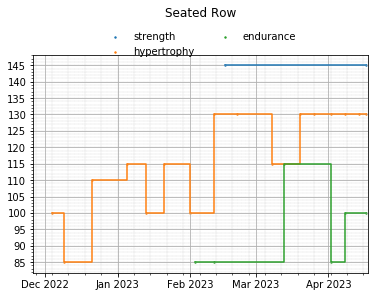 Seated Row
strength
hypertrophy
endurance
145
135
130
125
120
115
110
105
100
95
90
85
Dec 2022
Jan 2023
Feb 2023
Mar 2023
Apr 2023